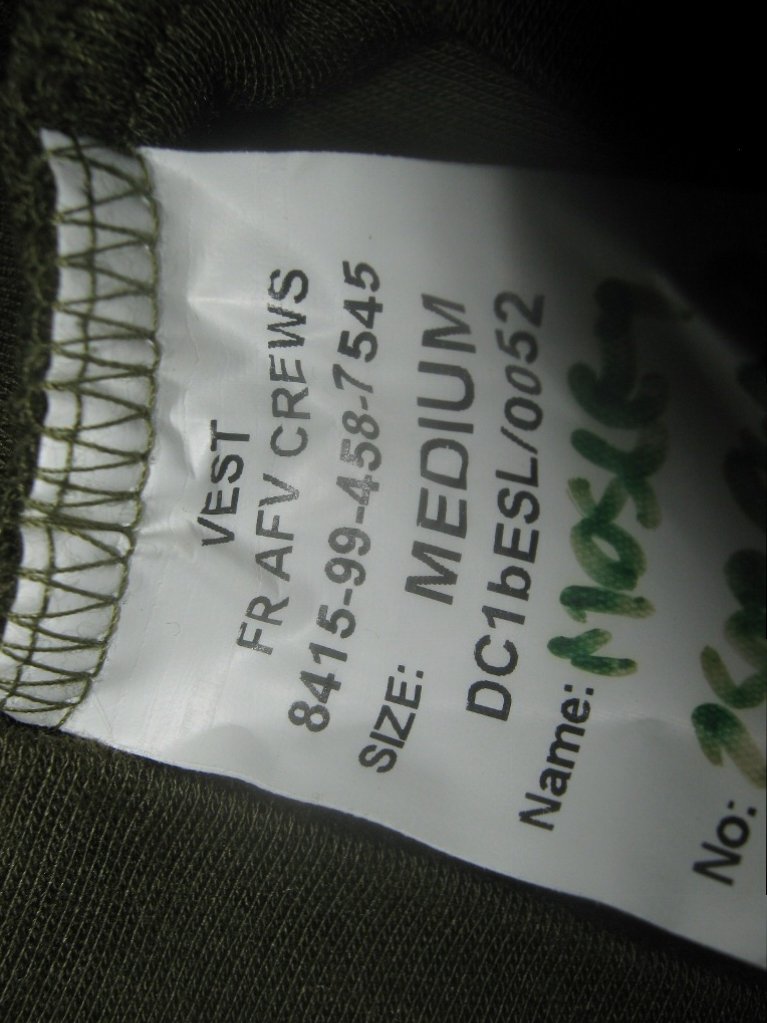 VEST
FR AFV CREWS
8415-99-458-7545
SIZE: MEDIUM
DC1bESL/0052
Name:
No: